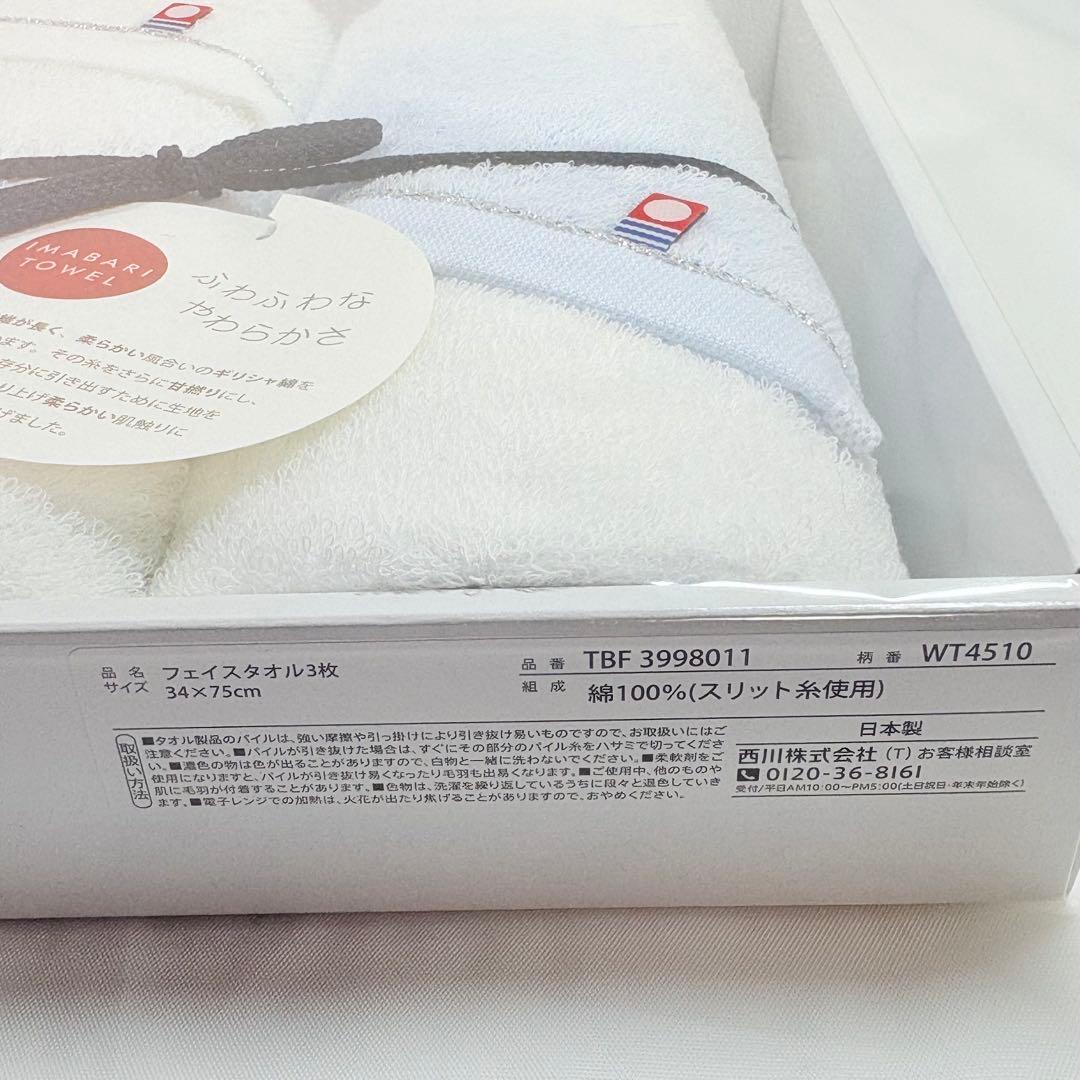 IMABARI
TOWEL
ふわふわな
やわらかさ
維が長く、柔らかい風合いのギリシャ綿を
ます。その糸をさらに甘撚りにし、
存分に引き出すために生地を
り上げ柔らかい肌触りに
げました。
品名 フェイスタオル3枚
サイズ 34×75cm
品番 TBF 3998011 柄番 WT4510
組成 綿100%(スリット糸使用)
取扱い方法
■タオル製品のパイルは、強い摩擦や引っ掛けにより引き抜け易いものですので、お取扱いにはご
注意ください。■パイルが引き抜けた場合は、すぐにその部分のパイル糸をハサミで切ってくださ
い。■濃色の物は色が出ることがありますので、白物と一緒に洗わないでください。■柔軟剤をご
使用になりますと、パイルが引き抜け易くなったり毛羽も出易くなります。■ご使用中、他のものや
肌に毛羽が付着することがあります。■色物は、洗濯を繰り返しているうちに段々と退色していき
ます。■電子レンジでの加熱は、火花が出たり焦げることがありますので、おやめください。
日本製
西川株式会社 (T) お客様相談室
0120-36-8161
受付/平日AM10:00〜PM5:00(土日祝日・年末年始除く)